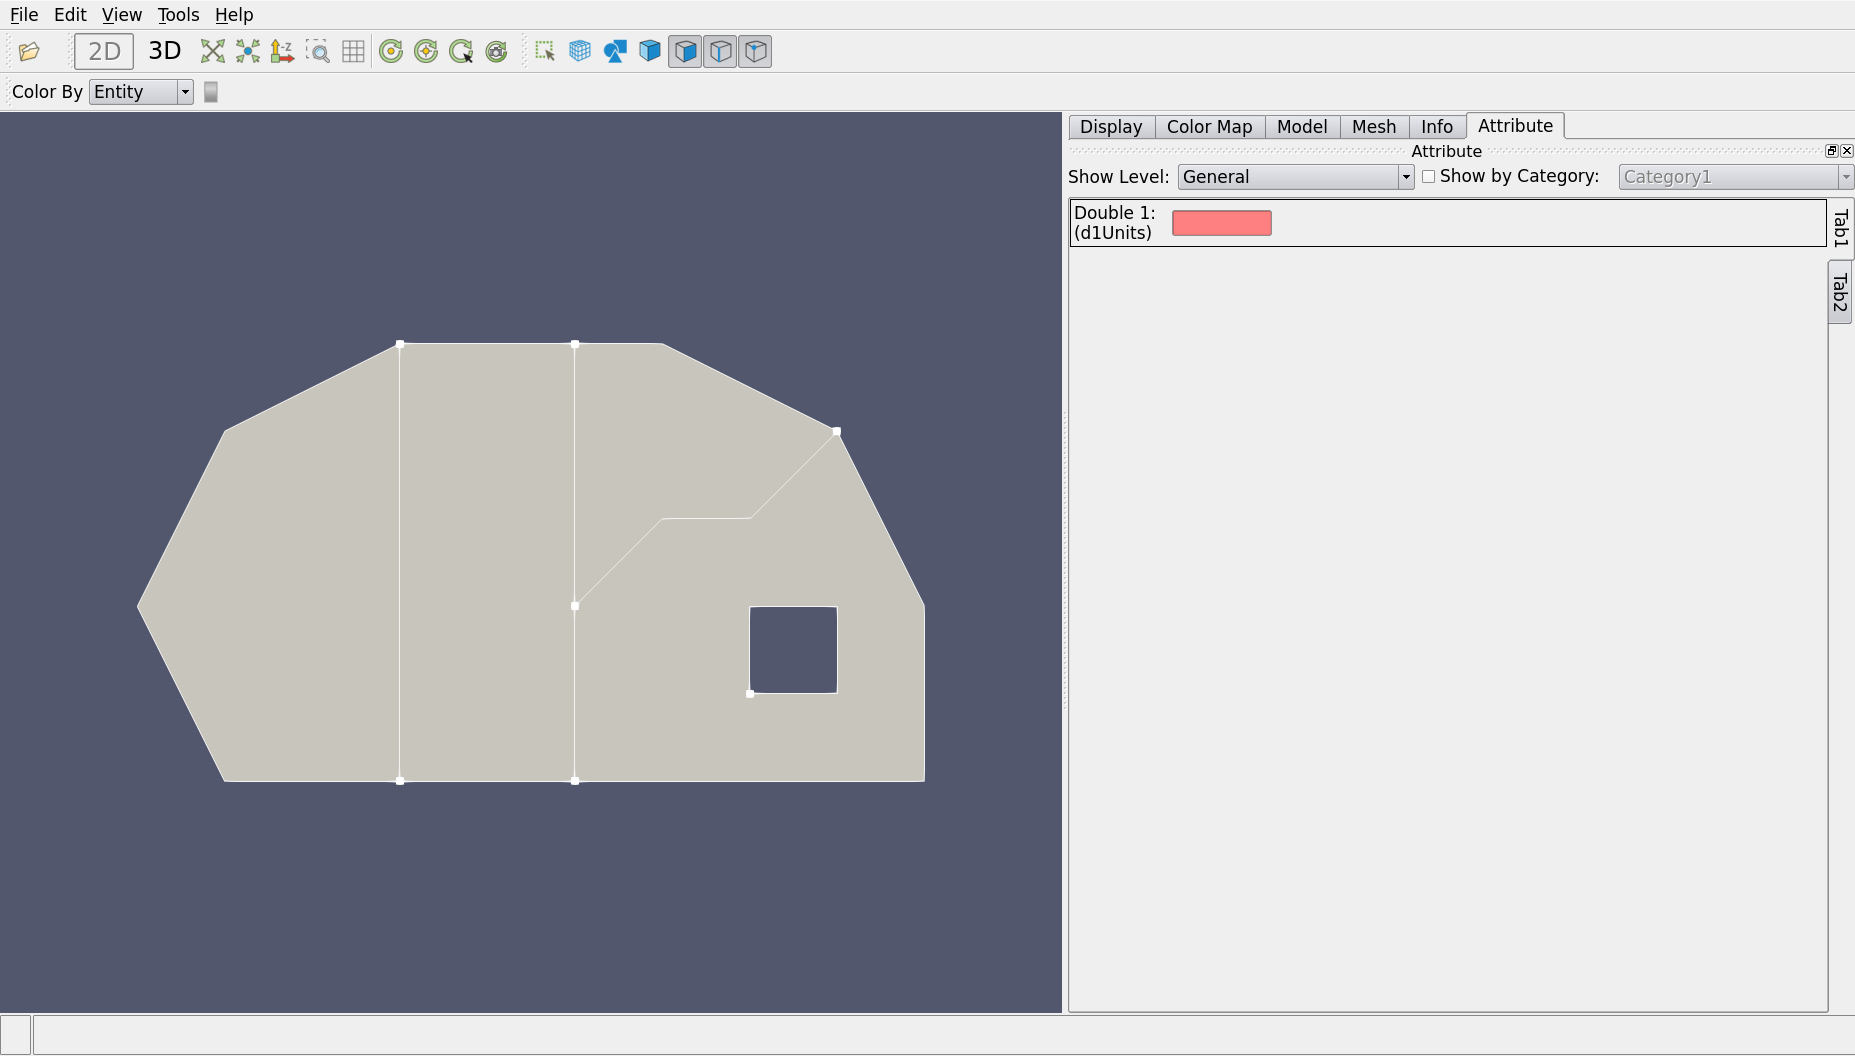 File Edit View Tools Help
2D 3D -Z
Color By Entity
Display Color Map Model Mesh Info Attribute
Attribute
Show Level: General Show by Category: Category1
Double 1:
(d1Units)
Tab1
Tab2